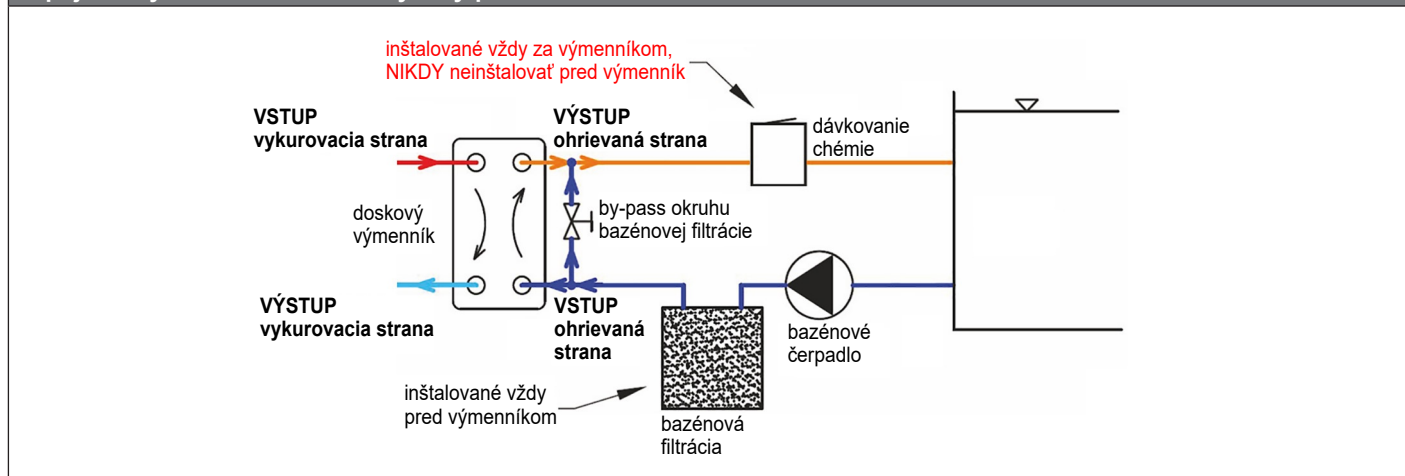 inštalované vždy za výmenníkom,
NIKDY neinštalovať pred výmenník
VSTUP
vykurovacia strana
VÝSTUP
ohrievaná strana
dávkovanie
chémie
doskový
výmenník
by-pass okruhu
bazénovej filtrácie
VÝSTUP
vykurovacia strana
VSTUP
ohrievaná
strana
bazénové
čerpadlo
inštalované vždy
pred výmenníkom
bazénová
filtrácia